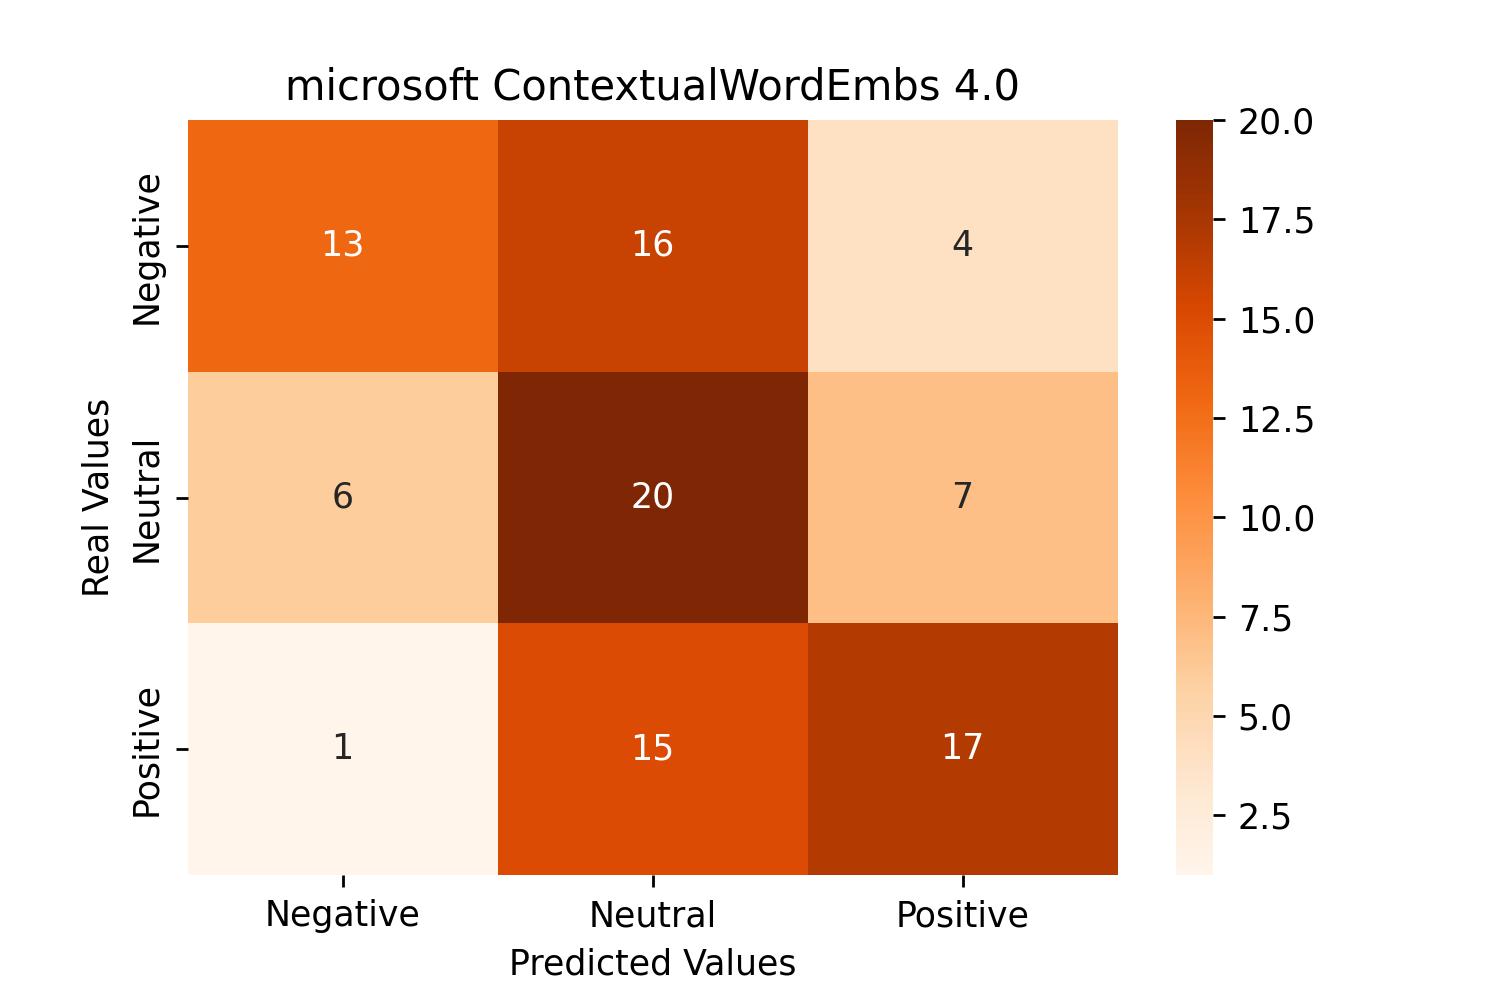 microsoft ContextualWordEmbs 4.0
Real Values
Negative
13 16 4
Neutral
6 20 7
Positive
1 15 17
Negative Neutral Positive
Predicted Values
20.0
17.5
15.0
12.5
10.0
7.5
5.0
2.5